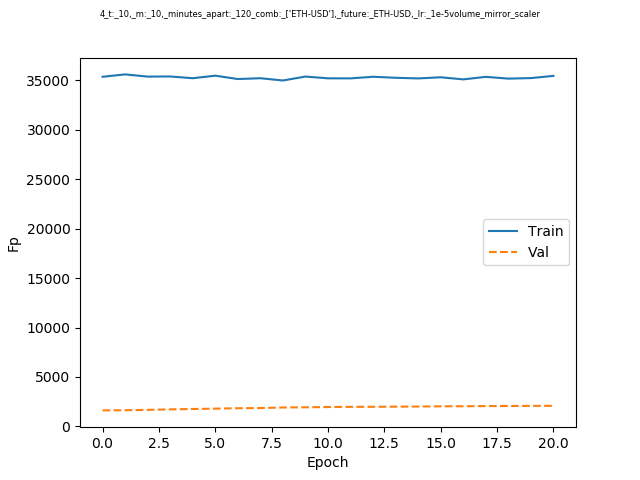 4_t:_10,_m:_10,_minutes_apart:_120_comb:_['ETH-USD'],_future:_ETH-USD,_lr:_1e-5volume_mirror_scaler
35000
30000
25000
20000
15000
10000
5000
0
Fp
Train
Val
0.0 2.5 5.0 7.5 10.0 12.5 15.0 17.5 20.0
Epoch